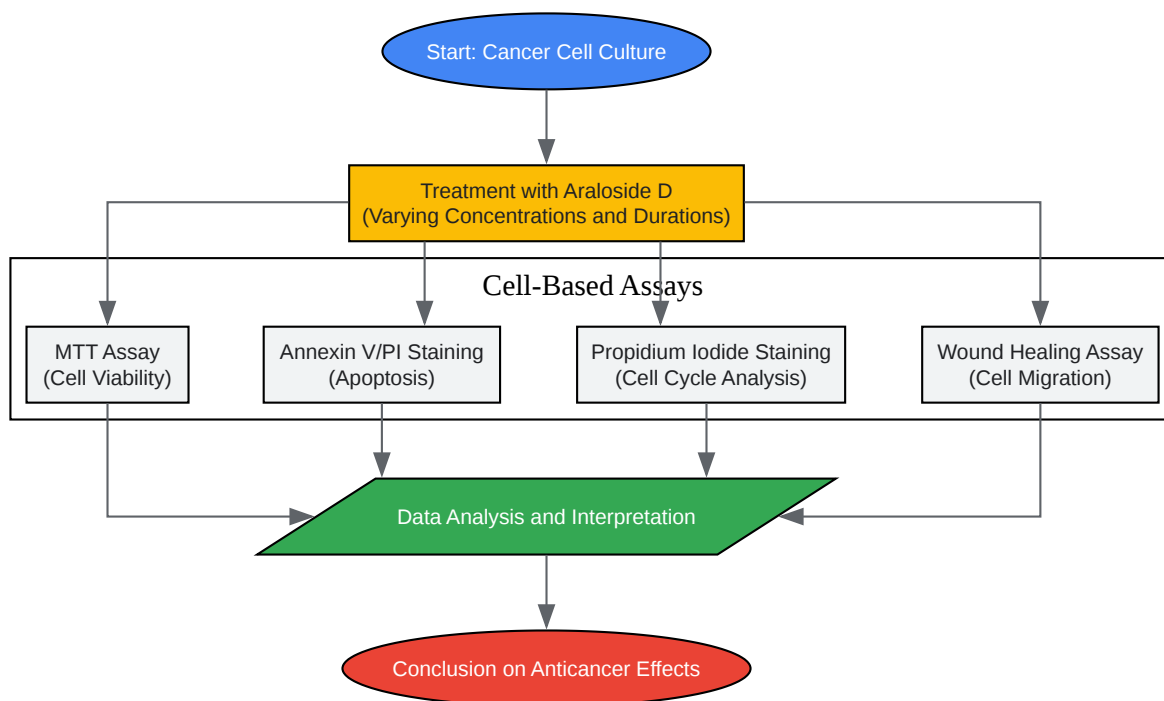 Start: Cancer Cell Culture
Treatment with Araloside D
(Varying Concentrations and Durations)
Cell-Based Assays
MTT Assay
(Cell Viability)
Annexin V/PI Staining
(Apoptosis)
Propidium Iodide Staining
(Cell Cycle Analysis)
Wound Healing Assay
(Cell Migration)
Data Analysis and Interpretation
Conclusion on Anticancer Effects